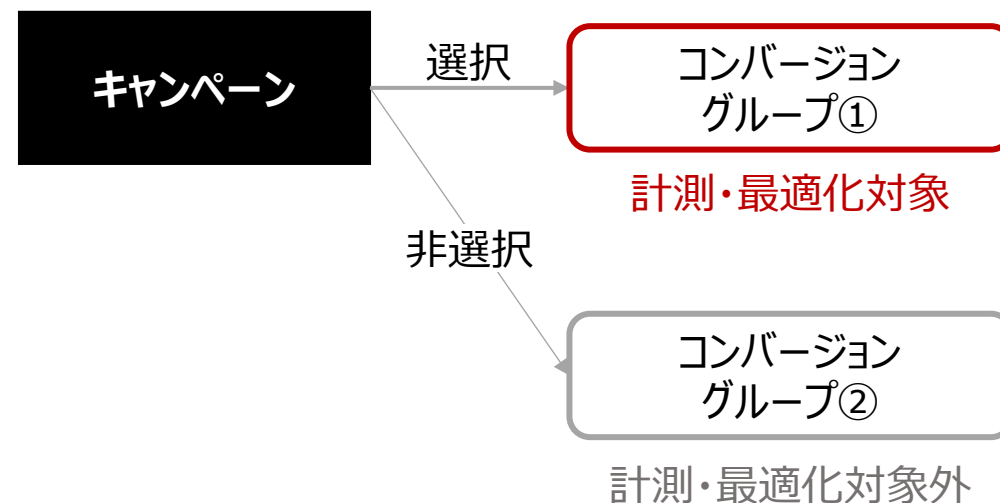 キャンペーン
選択
コンバージョン
グループ①
計測・最適化対象
非選択
コンバージョン
グループ②
計測・最適化対象外